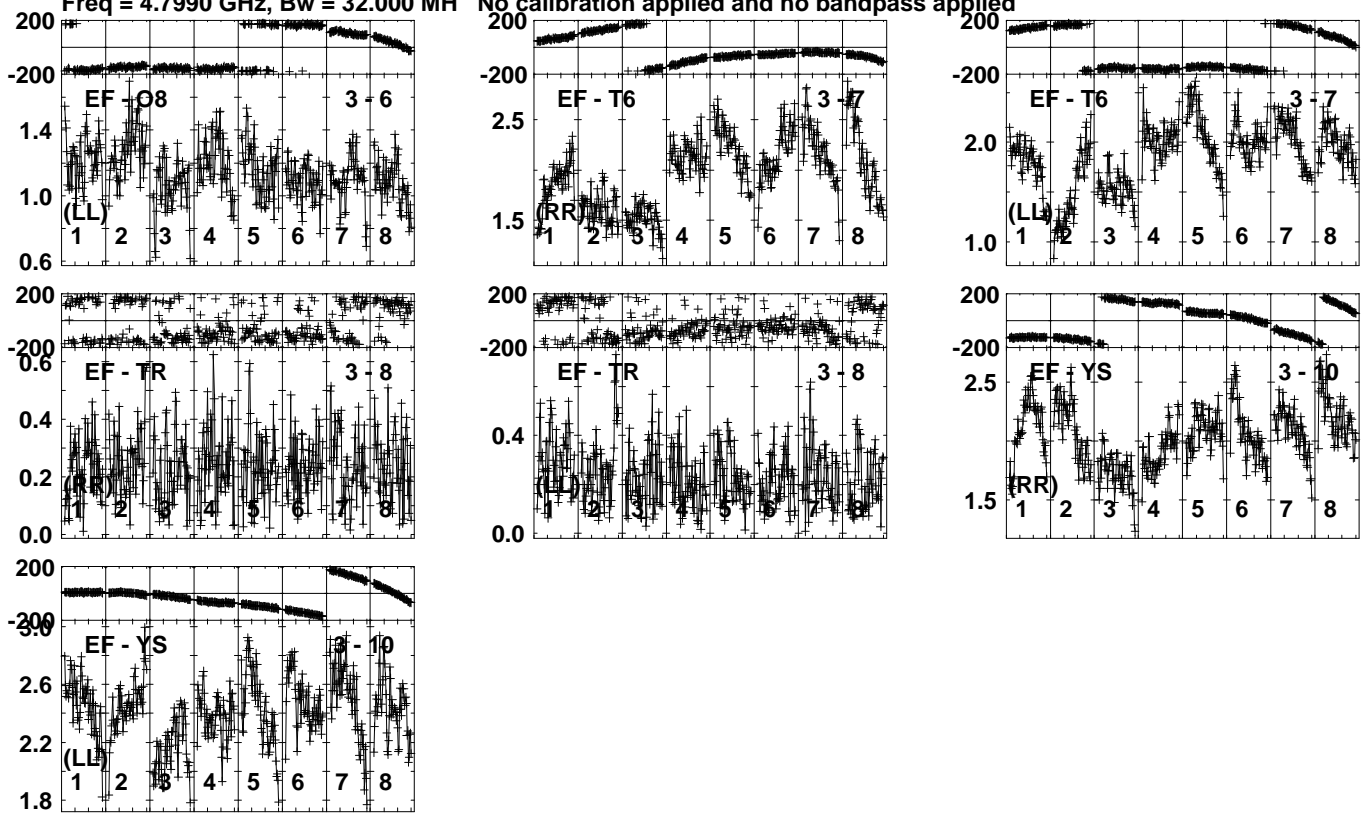 Freq = 4.7990 GHz, Bw = 32.000 MH No calibration applied and no bandpass applied
200
-200
EF - O8 3 - 6
1.4
1.0
0.6
(LL)
1 2 3 4 5 6 7 8
200
-200
EF - T6 3 - 7
2.5
1.5
(RR)
1 2 3 4 5 6 7 8
200
-200
EF - T6 3 - 7
2.0
1.0
(LL)
1 2 3 4 5 6 7 8
200
-200
0.6
EF - TR 3 - 8
0.4
0.2
0.0
(RR)
1 2 3 4 5 6 7 8
200
-200
EF - TR 3 - 8
0.4
0.0
(LL)
1 2 3 4 5 6 7 8
200
-200
EF - YS 3 - 10
2.5
1.5
(RR)
1 2 3 4 5 6 7 8
200
-200
3.0
EF - YS 3 - 10
2.6
2.2
1.8
(LL)
1 2 3 4 5 6 7 8